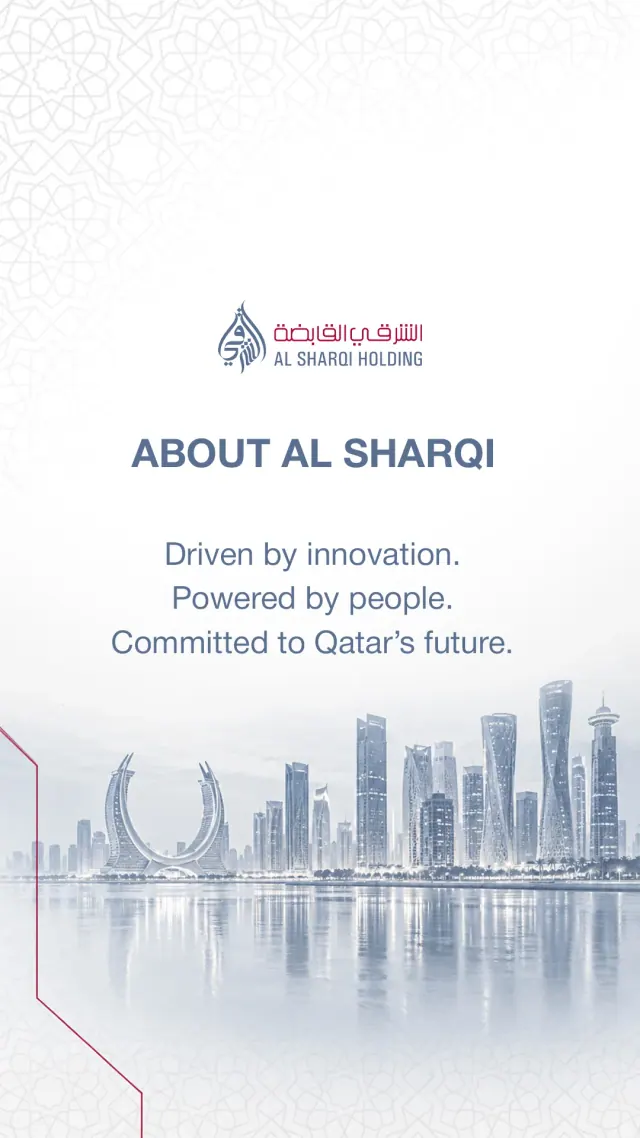 الشرقي القابضة
AL SHARQI HOLDING
ABOUT AL SHARQI
Driven by innovation.
Powered by people.
Committed to Qatar’s future.